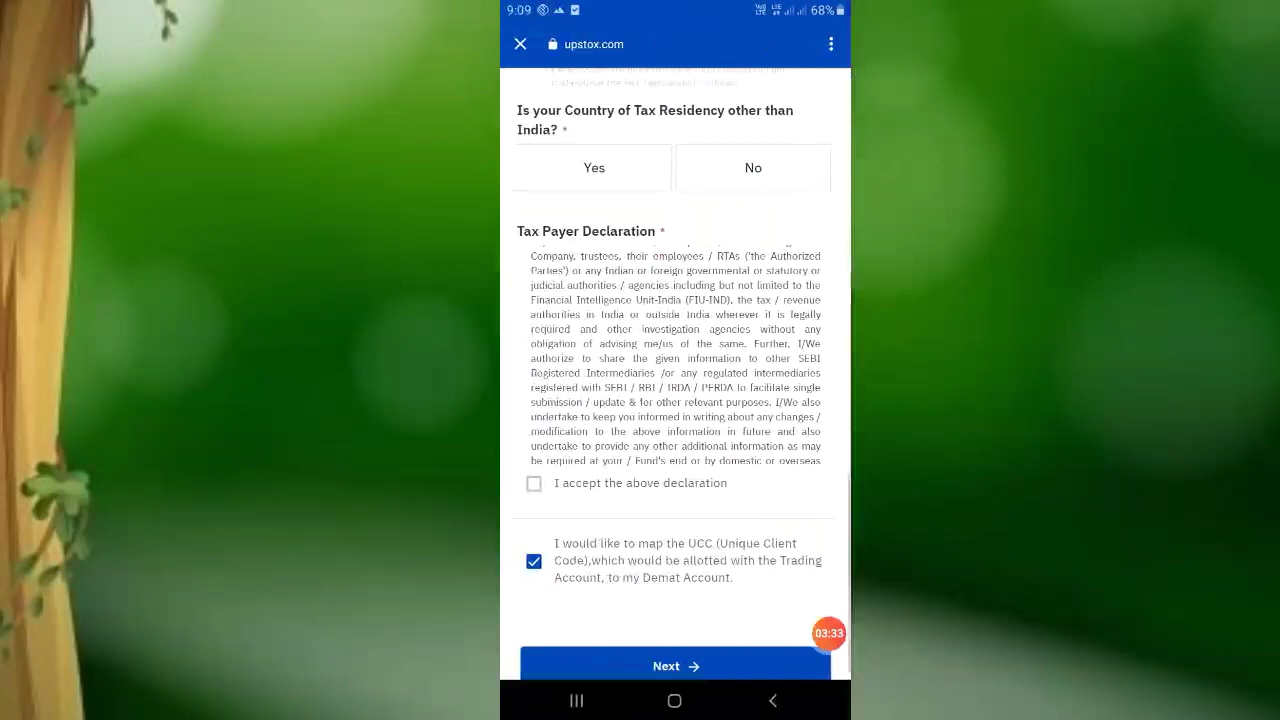 9:09
Vo) LTE LTE 68%
upstox.com
Is your Country of Tax Residency other than
India? *
Yes No
Tax Payer Declaration *
Company, trustees, their employees / RTAs ('the Authorized
Parties') or any Indian or foreign governmental or statutory or
judicial authorities / agencies including but not limited to the
Financial Intelligence Unit-India (FIU-IND), the tax / revenue
authorities in India or outside India wherever it is legally
required and other investigation agencies without any
obligation of advising me/us of the same. Further, I/We
authorize to share the given information to other SEBI
Registered Intermediaries /or any regulated intermediaries
registered with SEBI / RBI / IRDA / PERDA to facilitate single
submission / update & for other relevant purposes. I/We also
undertake to keep you informed in writing about any changes /
modification to the above information in future and also
undertake to provide any other additional information as may
be required at your / Fund's end or by domestic or overseas
I accept the above declaration
I would like to map the UCC (Unique Client
Code),which would be allotted with the Trading
Account, to my Demat Account.
03:33
Next →